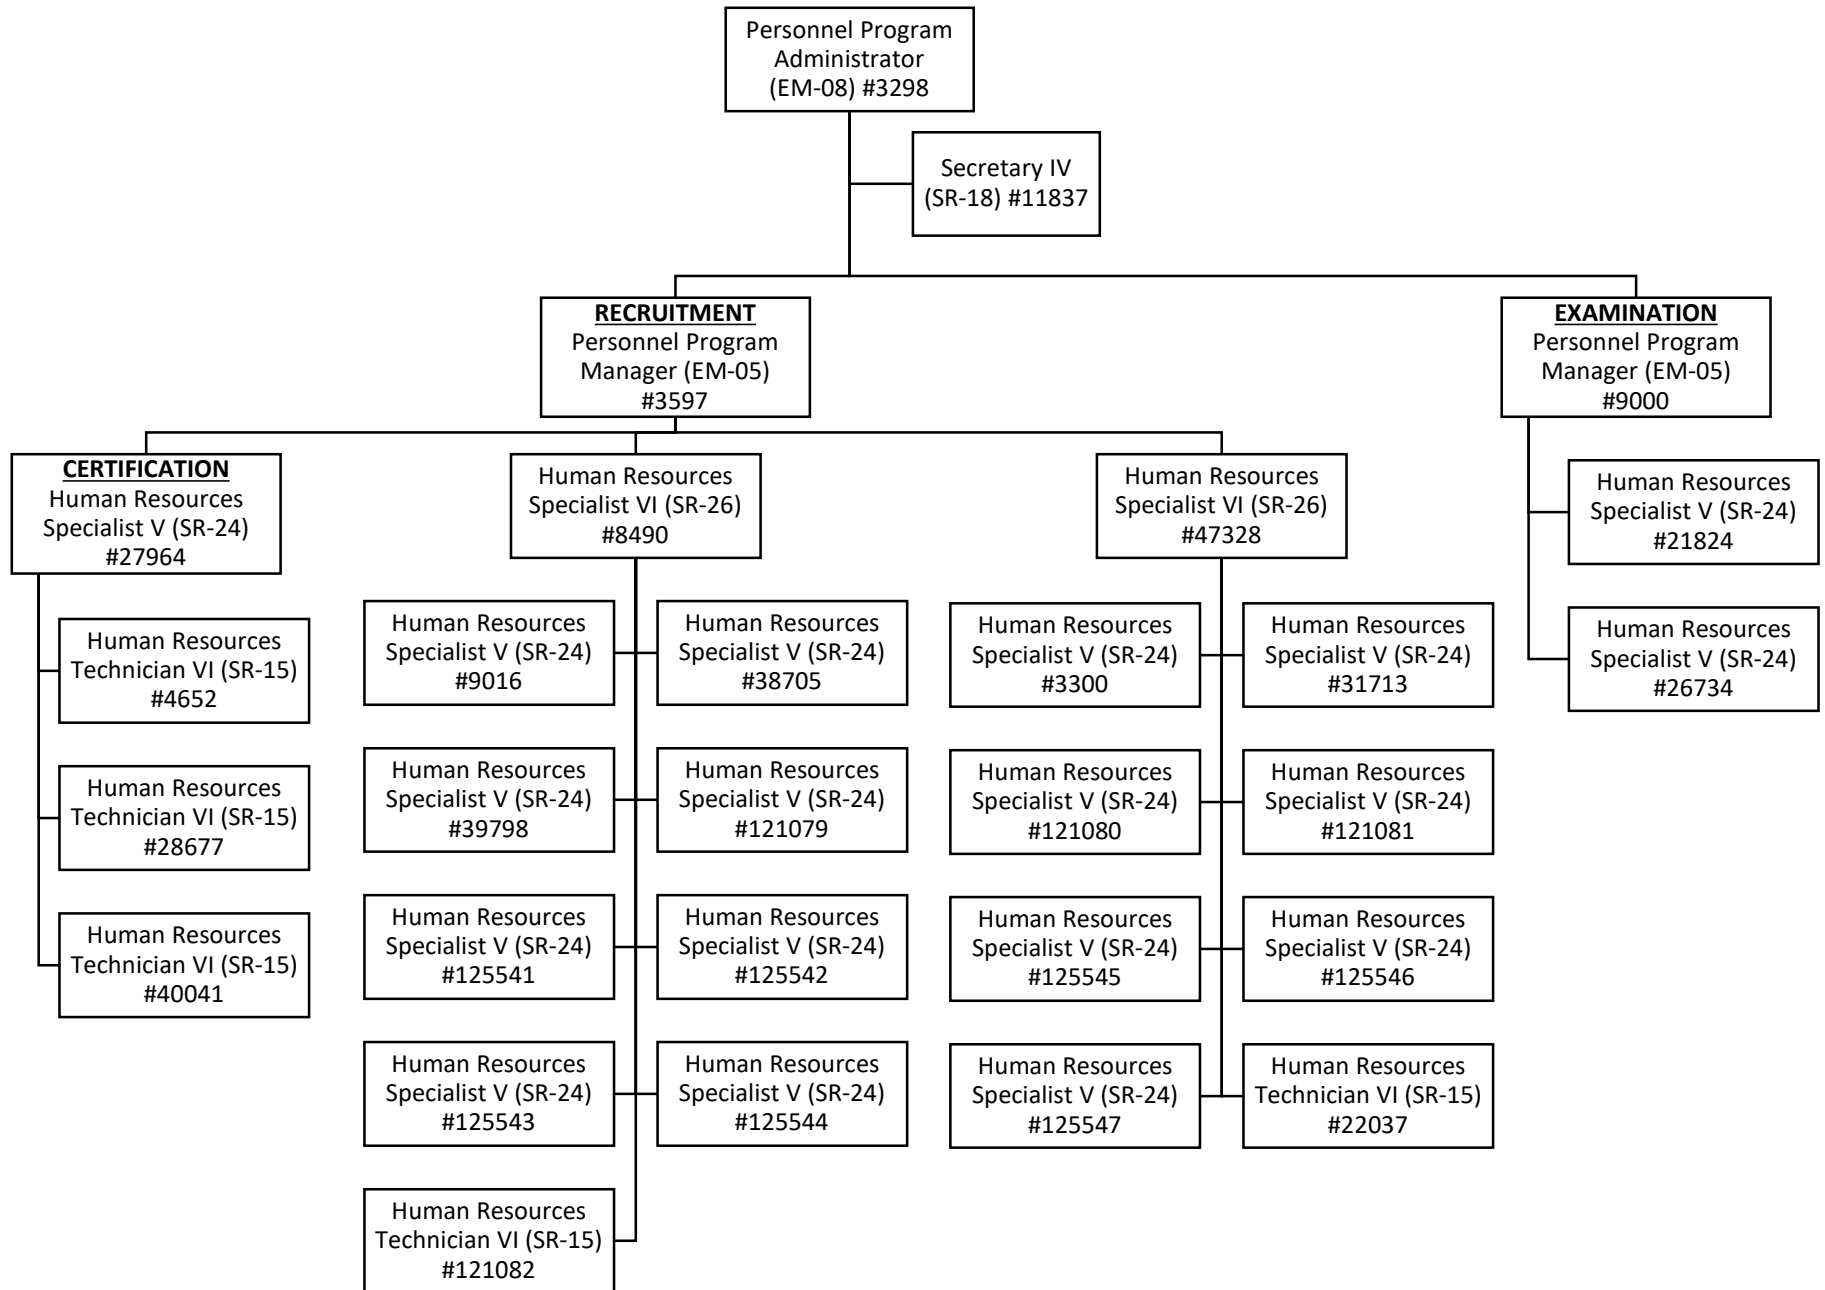 Personnel Program
Administrator
(EM-08) #3298
Secretary IV
(SR-18) #11837
RECRUITMENT
Personnel Program
Manager (EM-05)
#3597
EXAMINATION
Personnel Program
Manager (EM-05)
#9000
CERTIFICATION
Human Resources
Specialist V (SR-24)
#27964
Human Resources
Specialist VI (SR-26)
#8490
Human Resources
Specialist VI (SR-26)
#47328
Human Resources
Specialist V (SR-24)
#21824
Human Resources
Specialist V (SR-24)
#26734
Human Resources
Technician VI (SR-15)
#4652
Human Resources
Technician VI (SR-15)
#28677
Human Resources
Technician VI (SR-15)
#40041
Human Resources
Specialist V (SR-24)
#9016
Human Resources
Specialist V (SR-24)
#38705
Human Resources
Specialist V (SR-24)
#39798
Human Resources
Specialist V (SR-24)
#121079
Human Resources
Specialist V (SR-24)
#125541
Human Resources
Specialist V (SR-24)
#125542
Human Resources
Specialist V (SR-24)
#125543
Human Resources
Specialist V (SR-24)
#125544
Human Resources
Technician VI (SR-15)
#121082
Human Resources
Specialist V (SR-24)
#3300
Human Resources
Specialist V (SR-24)
#31713
Human Resources
Specialist V (SR-24)
#121080
Human Resources
Specialist V (SR-24)
#121081
Human Resources
Specialist V (SR-24)
#125545
Human Resources
Specialist V (SR-24)
#125546
Human Resources
Specialist V (SR-24)
#125547
Human Resources
Technician VI (SR-15)
#22037